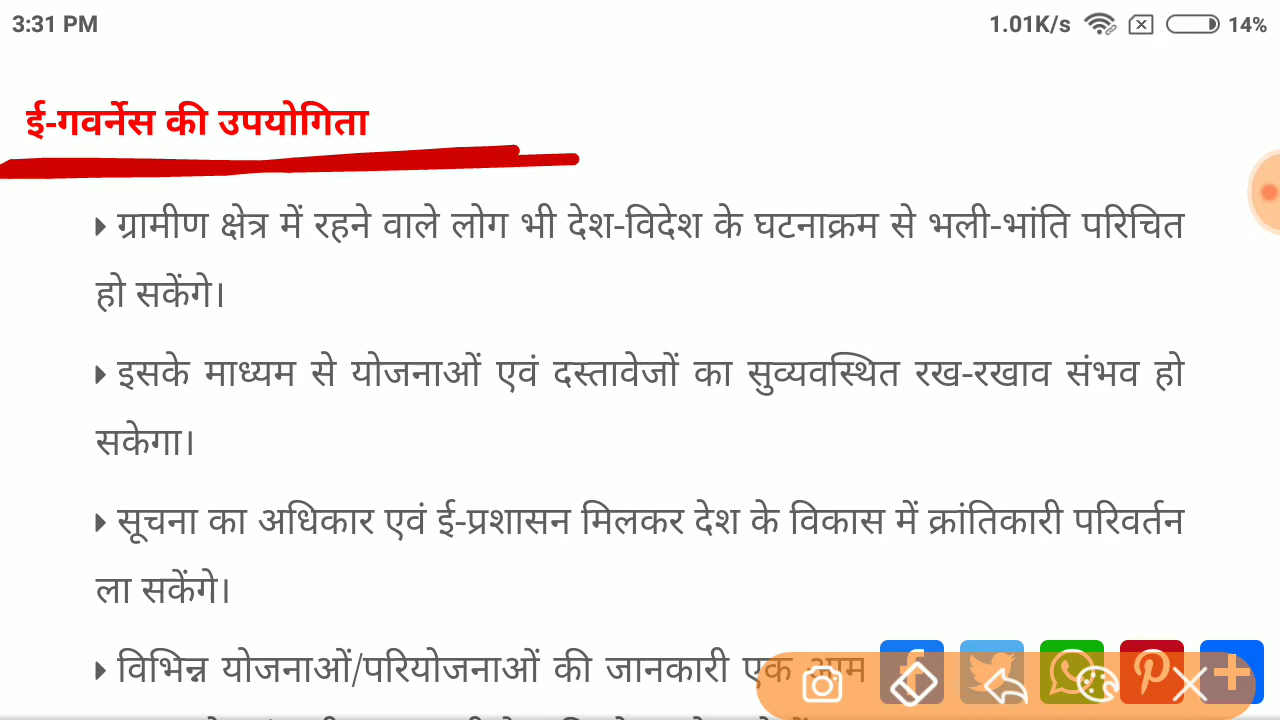 3:31 PM
1.01K/s
14%
ई-गवर्नेस की उपयोगिता
ग्रामीण क्षेत्र में रहने वाले लोग भी देश-विदेश के घटनाक्रम से भली-भांति परिचित
हो सकेंगे।
इसके माध्यम से योजनाओं एवं दस्तावेजों का सुव्यवस्थित रख-रखाव संभव हो
सकेगा।
सूचना का अधिकार एवं ई-प्रशासन मिलकर देश के विकास में क्रांतिकारी परिवर्तन
ला सकेंगे।
विभिन्न योजनाओं/परियोजनाओं की जानकारी एक आम